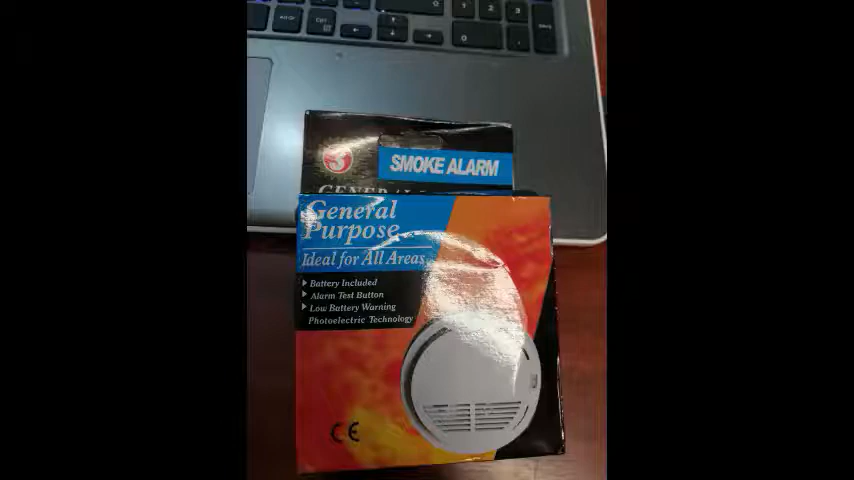 3
SMOKE ALARM
GENERAL
General
Purpose
Ideal for All Areas
Battery Included
Alarm Test Button
Low Battery Warning
Photoelectric Technology
CE